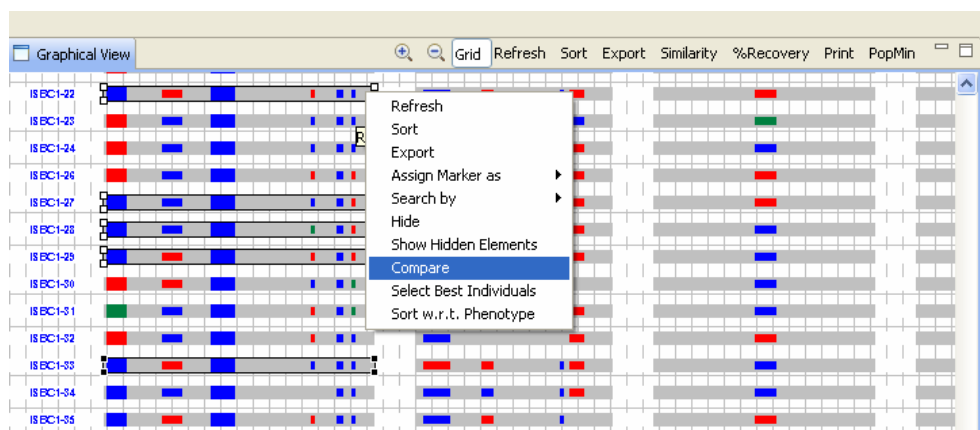 Graphical View
Grid Refresh Sort Export Similarity %Recovery Print PopMin
ISBC1-22
ISBC1-23
ISBC1-24
ISBC1-26
ISBC1-27
ISBC1-28
ISBC1-29
ISBC1-30
ISBC1-31
ISBC1-32
ISBC1-33
ISBC1-34
ISBC1-35
R
Refresh
Sort
Export
Assign Marker as
Search by
Hide
Show Hidden Elements
Compare
Select Best Individuals
Sort w.r.t. Phenotype